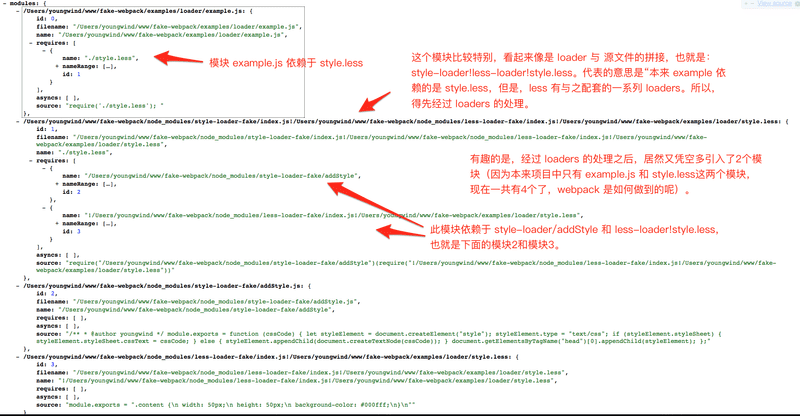 View source
- modules: {
- /Users/youngwind/www/fake-webpack/examples/loader/example.js: {
id: 0,
filename: "/Users/youngwind/www/fake-webpack/examples/loader/example.js",
name: "/Users/youngwind/www/fake-webpack/examples/loader/example.js",
- requires: [
- {
name: "./style.less",
+ nameRange: […],
id: 1
}
],
asyncs: [ ],
source: "require('./style.less'); "
},
模块 example.js 依赖于 style.less
这个模块比较特别，看起来像是 loader 与 源文件的拼接，也就是：
style-loader!less-loader!style.less。代表的意思是“本来 example 依
赖的是 style.less，但是，less 有与之配套的一系列 loaders。所以，
得先经过 loaders 的处理。
- /Users/youngwind/www/fake-webpack/node_modules/style-loader-fake/index.js!/Users/youngwind/www/fake-webpack/node_modules/less-loader-fake/index.js!/Users/youngwind/www/fake-webpack/examples/loader/style.less: {
id: 1,
filename: "/Users/youngwind/www/fake-webpack/node_modules/style-loader-fake/index.js!/Users/youngwind/www/fake-webpack/node_modules/less-loader-fake/index.js!/Users/youngwind/www/fake-
webpack/examples/loader/style.less",
name: "./style.less",
- requires: [
- {
name: "/Users/youngwind/www/fake-webpack/node_modules/style-loader-fake/addStyle",
+ nameRange: […],
id: 2
},
- {
name: "!/Users/youngwind/www/fake-webpack/node_modules/less-loader-fake/index.js!/Users/youngwind/www/fake-webpack/examples/loader/style.less",
+ nameRange: […],
id: 3
}
],
asyncs: [ ],
source: "require("/Users/youngwind/www/fake-webpack/node_modules/style-loader-fake/addStyle")(require("!/Users/youngwind/www/fake-webpack/node_modules/less-loader-fake/index.js!/Users/youngwind/www/fake-
webpack/examples/loader/style.less"))"
},
有趣的是，经过 loaders 的处理之后，居然又凭空多引入了2个模
块（因为本来项目中只有 example.js 和 style.less这两个模块，
现在一共有4个了，webpack 是如何做到的呢）。
此模块依赖于 style-loader/addStyle 和 less-loader!style.less,
也就是下面的模块2和模块3。
- /Users/youngwind/www/fake-webpack/node_modules/style-loader-fake/addStyle.js: {
id: 2,
filename: "/Users/youngwind/www/fake-webpack/node_modules/style-loader-fake/addStyle.js",
name: "/Users/youngwind/www/fake-webpack/node_modules/style-loader-fake/addStyle",
requires: [ ],
asyncs: [ ],
source: "/** * @author youngwind */ module.exports = function (cssCode) { let styleElement = document.createElement("style"); styleElement.type = "text/css"; if (styleElement.styleSheet) {
styleElement.styleSheet.cssText = cssCode; } else { styleElement.appendChild(document.createTextNode(cssCode)); } document.getElementsByTagName("head")[0].appendChild(styleElement); };"
},
- /Users/youngwind/www/fake-webpack/node_modules/less-loader-fake/index.js!/Users/youngwind/www/fake-webpack/examples/loader/style.less: {
id: 3,
filename: "/Users/youngwind/www/fake-webpack/node_modules/less-loader-fake/index.js!/Users/youngwind/www/fake-webpack/examples/loader/style.less",
name: "!/Users/youngwind/www/fake-webpack/node_modules/less-loader-fake/index.js!/Users/youngwind/www/fake-webpack/examples/loader/style.less",
requires: [ ],
asyncs: [ ],
source: "module.exports = ".content {\n width: 50px;\n height: 50px;\n background-color: #000fff;\n}\n""